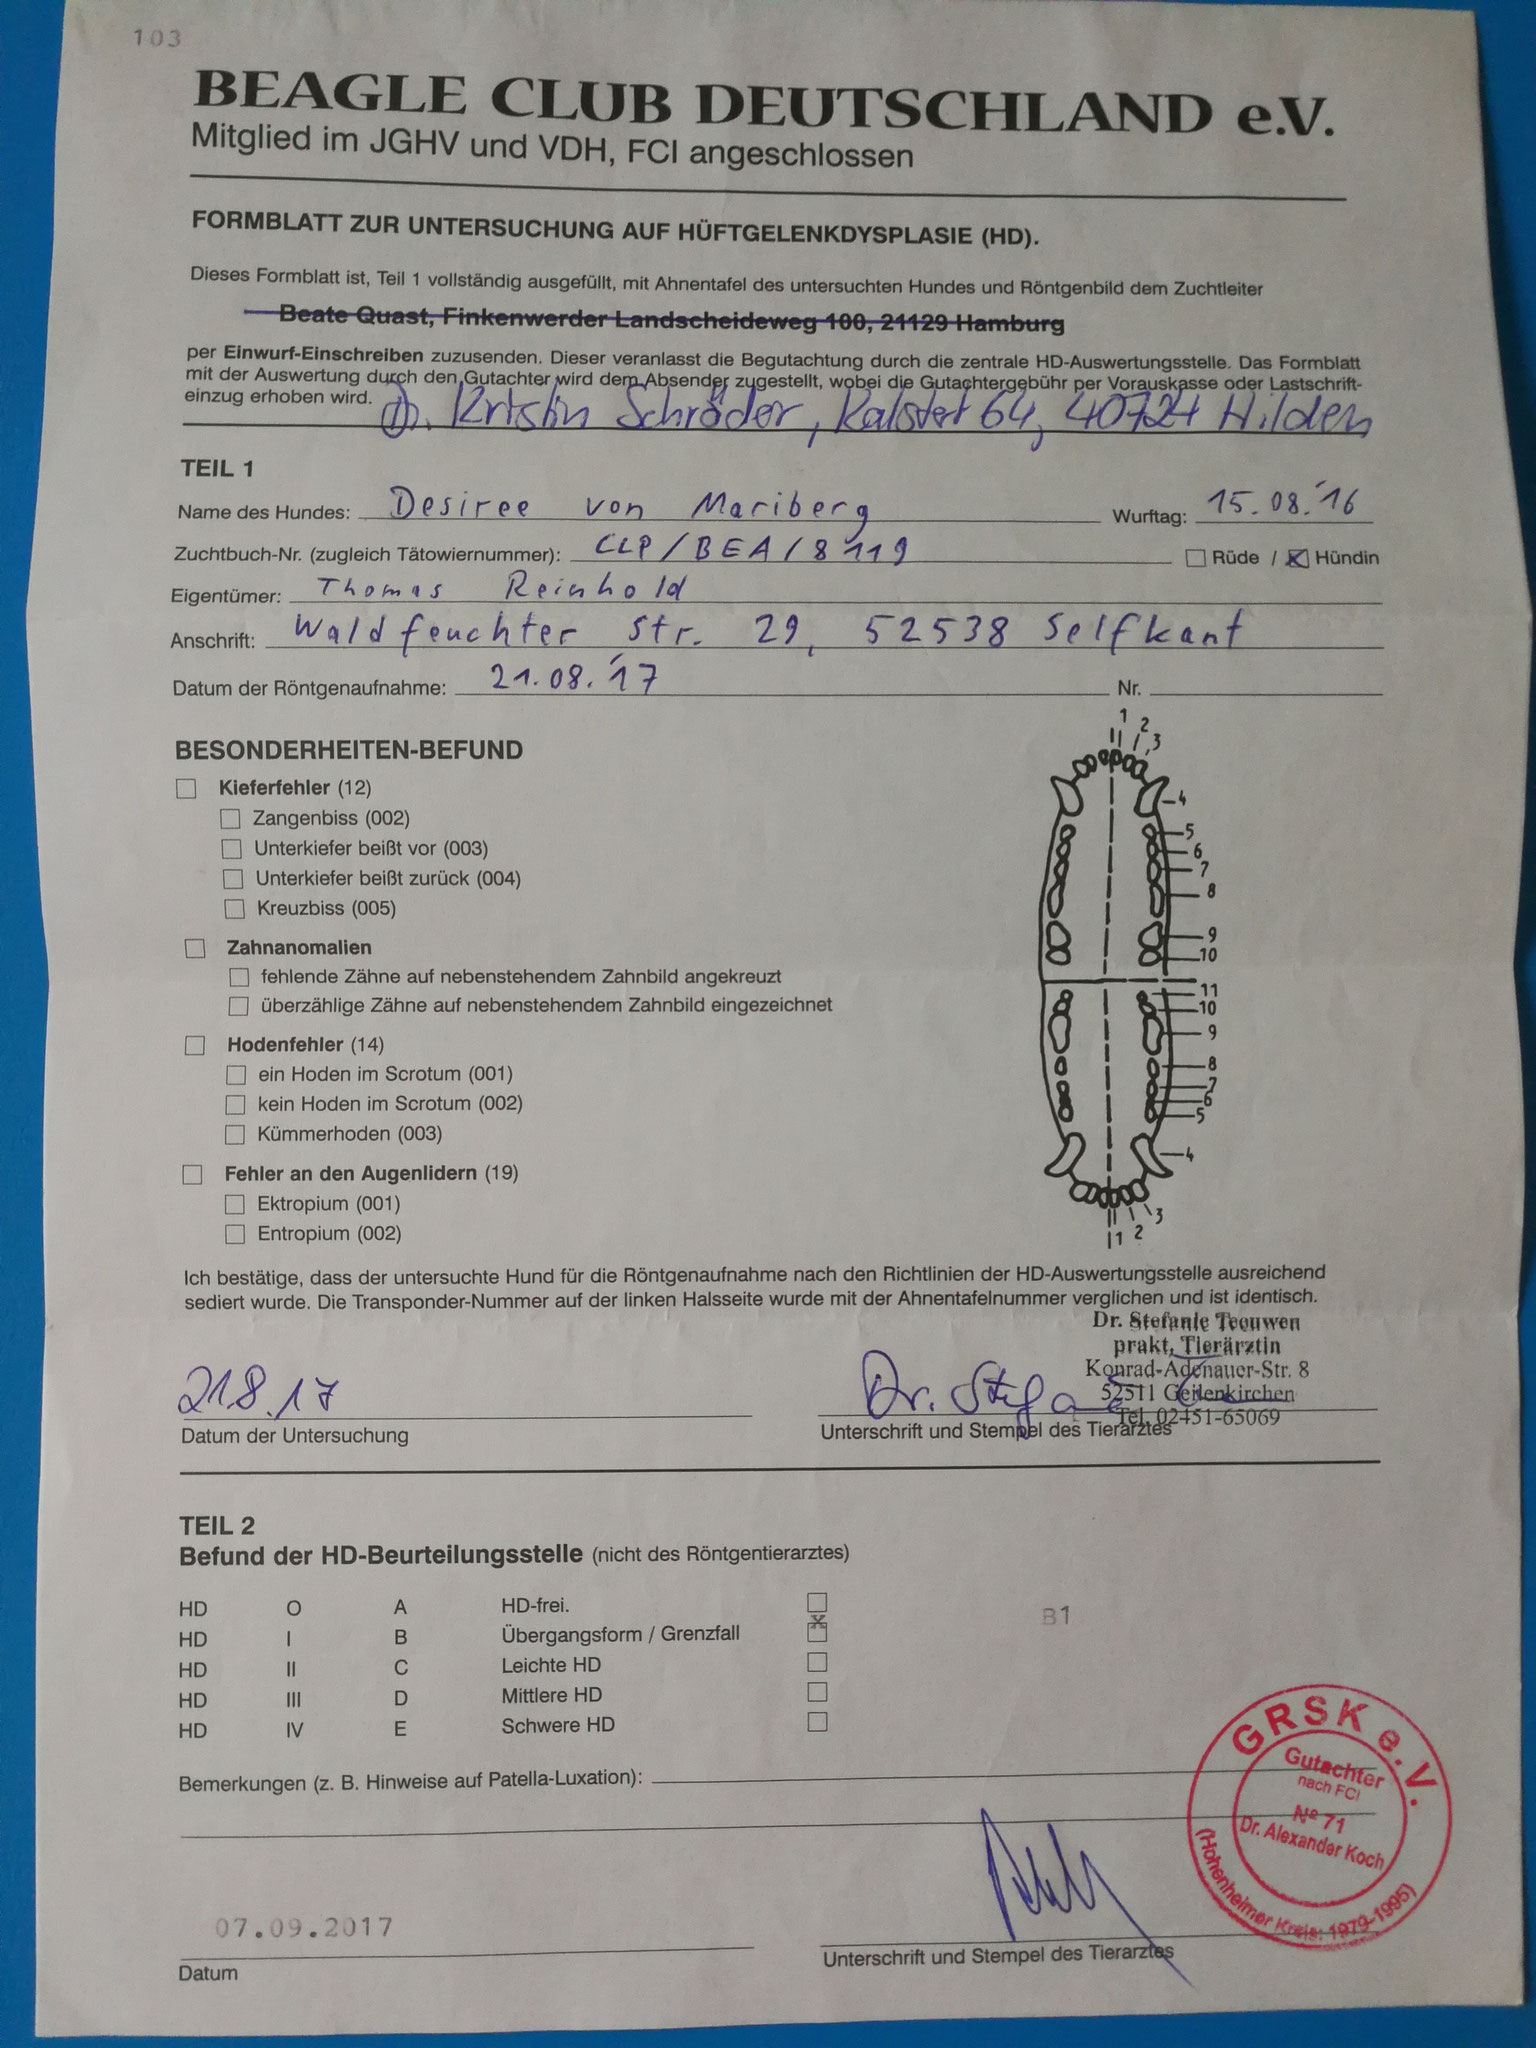 103
BEAGLE CLUB DEUTSCHLAND e.V.
Mitglied im JGHV und VDH, FCI angeschlossen
FORMBLATT ZUR UNTERSUCHUNG AUF HÜFTGELENKDYSPLASIE (HD).
Dieses Formblatt ist, Teil 1 vollständig ausgefüllt, mit Ahnentafel des untersuchten Hundes und Röntgenbild dem Zuchtleiter
Beate Quast, Finkenwerder Landscheideweg 100, 21129 Hamburg
per Einwurf-Einschreiben zuzusenden. Dieser veranlasst die Begutachtung durch die zentrale HD-Auswertungsstelle. Das Formblatt
mit der Auswertung durch den Gutachter wird dem Absender zugestellt, wobei die Gutachtergebühr per Vorauskasse oder Lastschrift-
einzug erhoben wird.
Dr. Kristin Schröder, Kalstert 64, 40724 Hilden
TEIL 1
Name des Hundes: Desiree von Mariberg Wurftag: 15.08.'16
Zuchtbuch-Nr. (zugleich Tätowiernummer): CLP/BEA/8119 Rüde / x Hündin
Eigentümer: Thomas Reinhold
Anschrift: Waldfeuchter Str. 29, 52538 Selfkant
Datum der Röntgenaufnahme: 21.08.'17 Nr.
BESONDERHEITEN-BEFUND
Kieferfehler (12)
Zangenbiss (002)
Unterkiefer beißt vor (003)
Unterkiefer beißt zurück (004)
Kreuzbiss (005)
Zahnanomalien
fehlende Zähne auf nebenstehendem Zahnbild angekreuzt
überzählige Zähne auf nebenstehendem Zahnbild eingezeichnet
Hodenfehler (14)
ein Hoden im Scrotum (001)
kein Hoden im Scrotum (002)
Kümmerhoden (003)
Fehler an den Augenlidern (19)
Ektropium (001)
Entropium (002)
1
2
3
4
5
6
7
8
9
10
11
10
9
8
7
6
5
4
3
2
1
Ich bestätige, dass der untersuchte Hund für die Röntgenaufnahme nach den Richtlinien der HD-Auswertungsstelle ausreichend
sediert wurde. Die Transponder-Nummer auf der linken Halsseite wurde mit der Ahnentafelnummer verglichen und ist identisch.
Dr. Stefanie Teouwen
prakt. Tierärztin
Konrad-Adenauer-Str. 8
52511 Geilenkirchen
Tel. 02451-65069
21.8.17
Dr. Stefa
Datum der Untersuchung
Unterschrift und Stempel des Tierarztes
TEIL 2
Befund der HD-Beurteilungsstelle (nicht des Röntgentierarztes)
HD O A HD-frei.
HD I B Übergangsform / Grenzfall x
HD II C Leichte HD
HD III D Mittlere HD
HD IV E Schwere HD
B1
Bemerkungen (z. B. Hinweise auf Patella-Luxation):
GRSK e.V.
Gutachter
nach FCI
Nº 71
Dr. Alexander Koch
(Hohenheimer Kreis: 1979-1995)
07.09.2017
Datum
Unterschrift und Stempel des Tierarztes